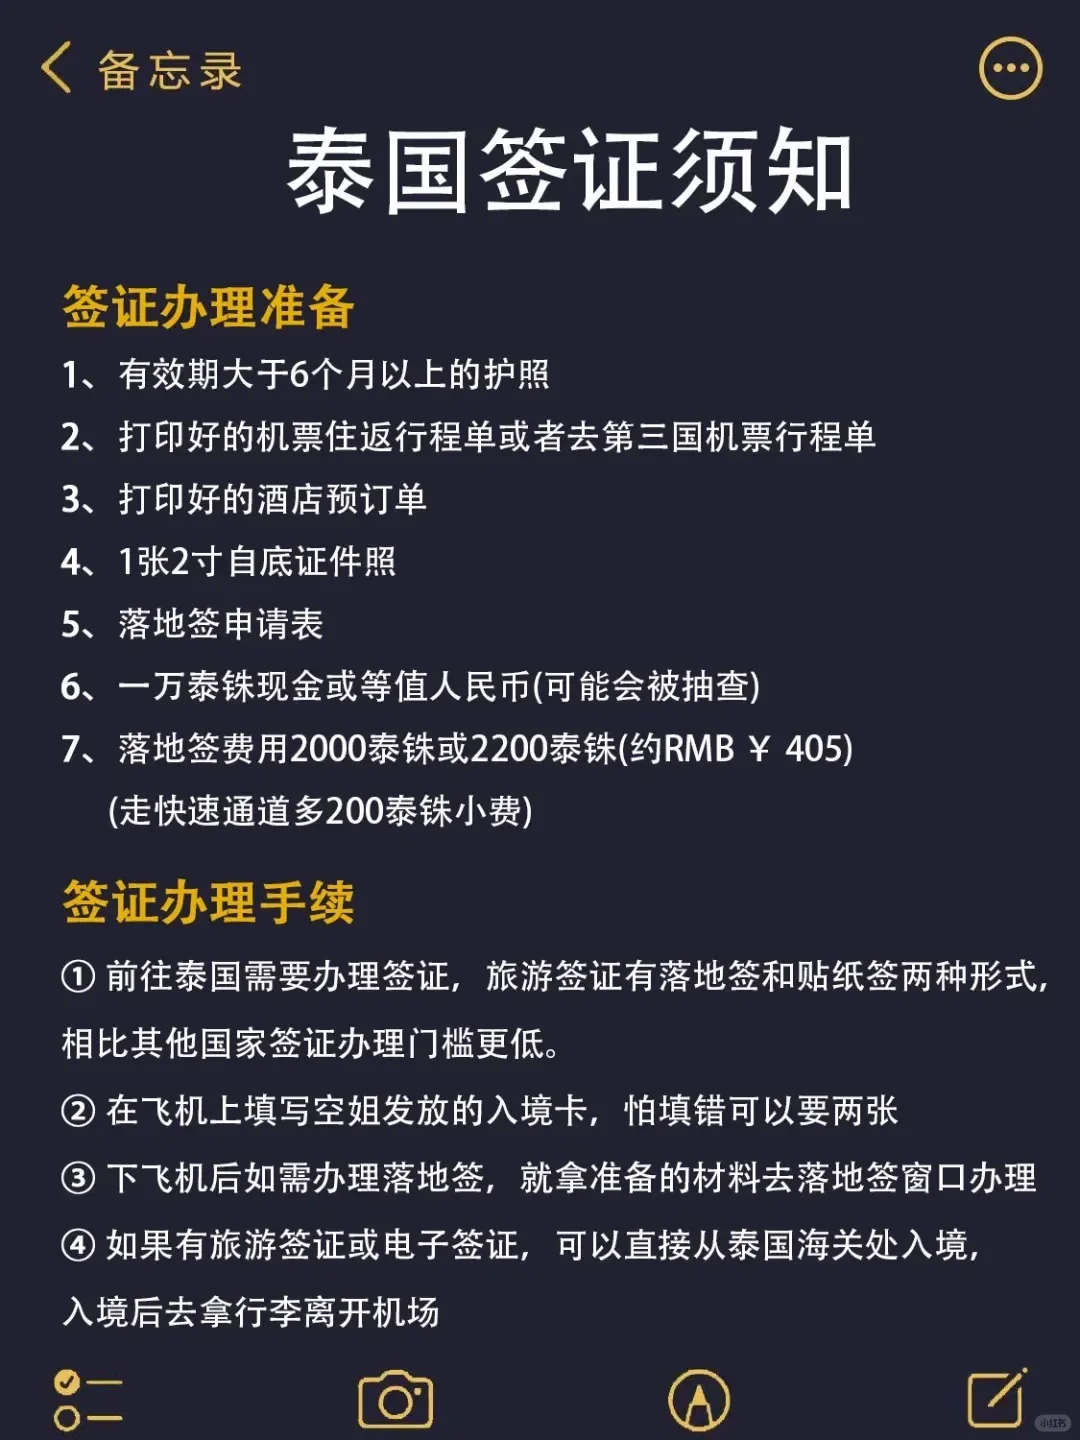 备忘录
泰国签证须知
签证办理准备
1、有效期大于6个月以上的护照
2、打印好的机票住返行程单或者去第三国机票行程单
3、打印好的酒店预订单
4、1张2寸自底证件照
5、落地签申请表
6、一万泰铢现金或等值人民币(可能会被抽查)
7、落地签费用2000泰铢或2200泰铢(约RMB ¥ 405)
(走快速通道多200泰铢小费)
签证办理手续
① 前往泰国需要办理签证，旅游签证有落地签和贴纸签两种形式，
相比其他国家签证办理门槛更低。
② 在飞机上填写空姐发放的入境卡，怕填错可以要两张
③ 下飞机后如需办理落地签，就拿准备的材料去落地签窗口办理
④ 如果有旅游签证或电子签证，可以直接从泰国海关处入境，
入境后去拿行李离开机场
小红书